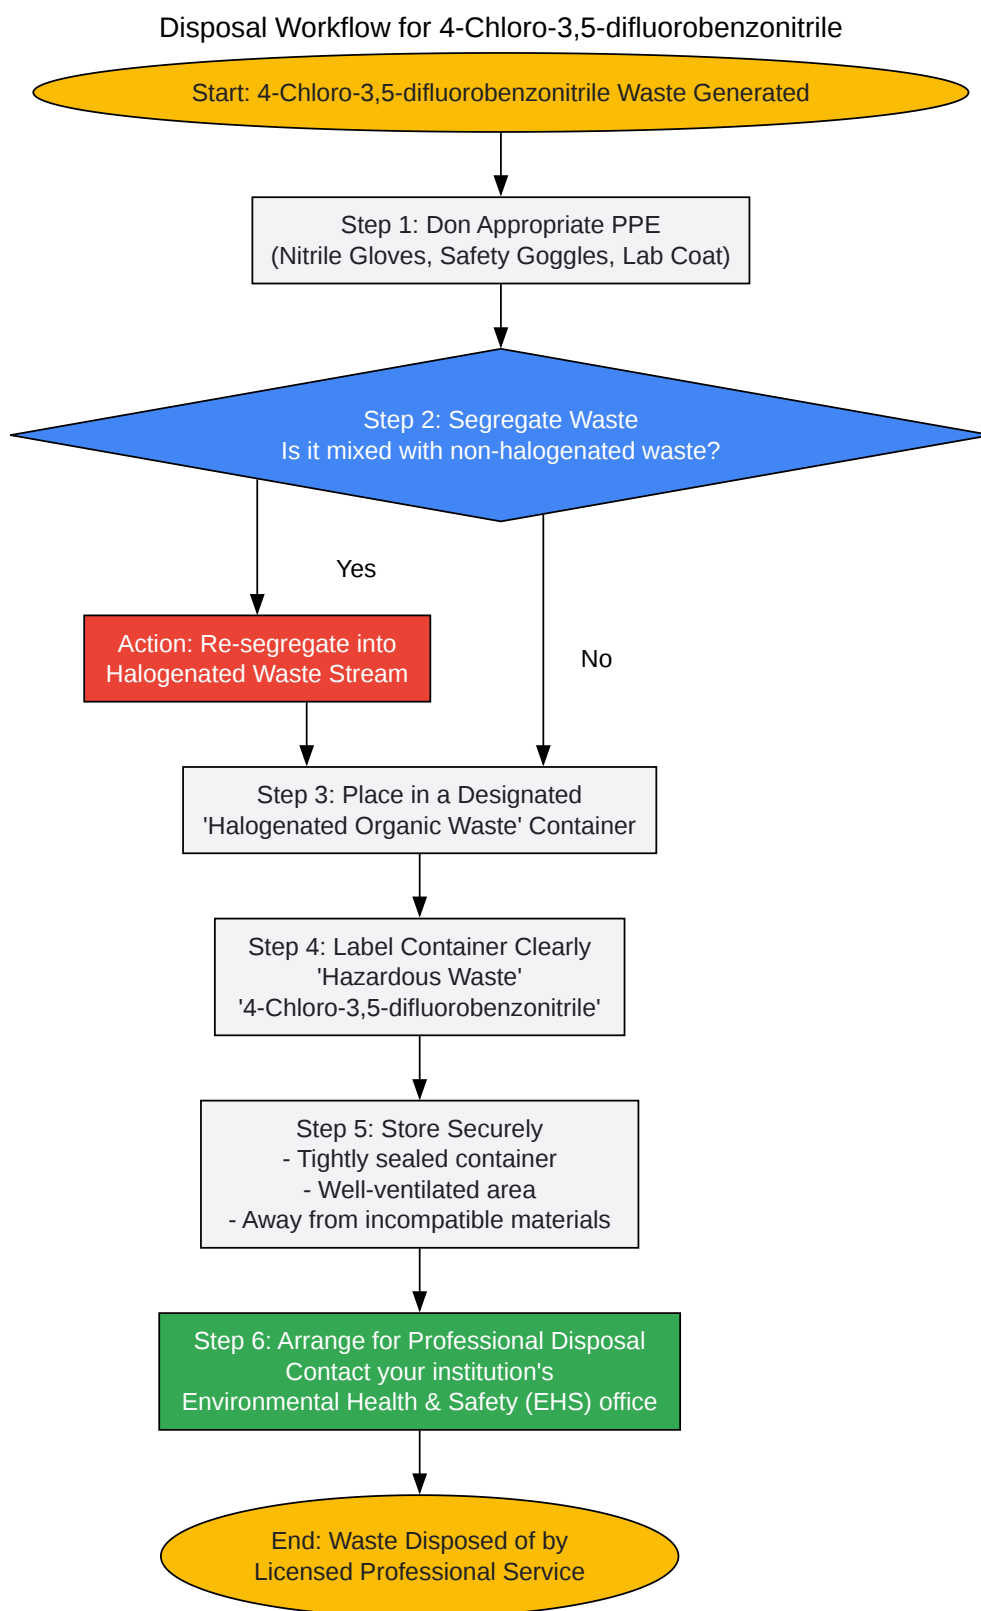 Disposal Workflow for 4-Chloro-3,5-difluorobenzonitrile
Start: 4-Chloro-3,5-difluorobenzonitrile Waste Generated
Step 1: Don Appropriate PPE
(Nitrile Gloves, Safety Goggles, Lab Coat)
Step 2: Segregate Waste
Is it mixed with non-halogenated waste?
Yes
Action: Re-segregate into
Halogenated Waste Stream
No
Step 3: Place in a Designated
'Halogenated Organic Waste' Container
Step 4: Label Container Clearly
'Hazardous Waste'
'4-Chloro-3,5-difluorobenzonitrile'
Step 5: Store Securely
- Tightly sealed container
- Well-ventilated area
- Away from incompatible materials
Step 6: Arrange for Professional Disposal
Contact your institution's
Environmental Health & Safety (EHS) office
End: Waste Disposed of by
Licensed Professional Service